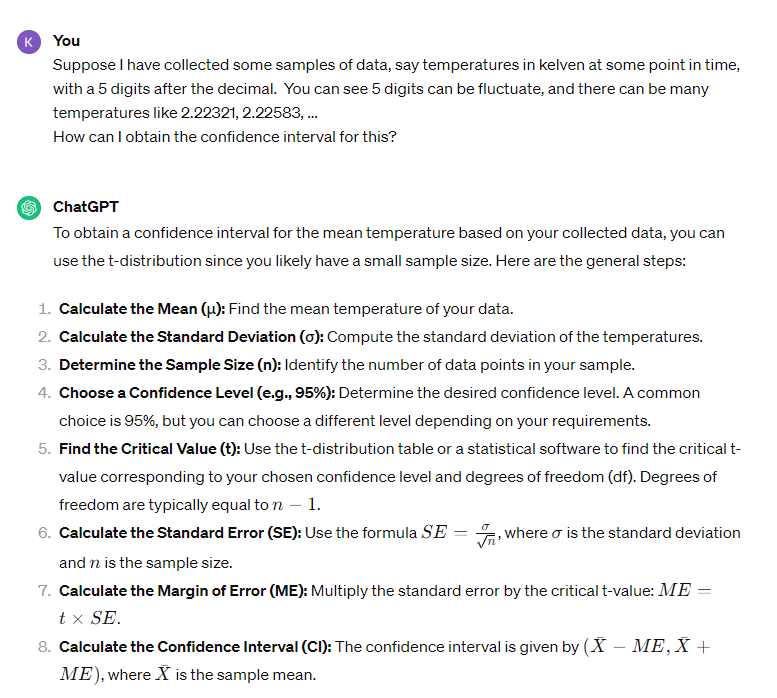 K You
Suppose I have collected some samples of data, say temperatures in kelven at some point in time,
with a 5 digits after the decimal. You can see 5 digits can be fluctuate, and there can be many
temperatures like 2.22321, 2.22583, ...
How can I obtain the confidence interval for this?
ChatGPT
To obtain a confidence interval for the mean temperature based on your collected data, you can
use the t-distribution since you likely have a small sample size. Here are the general steps:
1. Calculate the Mean (μ): Find the mean temperature of your data.
2. Calculate the Standard Deviation (σ): Compute the standard deviation of the temperatures.
3. Determine the Sample Size (n): Identify the number of data points in your sample.
4. Choose a Confidence Level (e.g., 95%): Determine the desired confidence level. A common
choice is 95%, but you can choose a different level depending on your requirements.
5. Find the Critical Value (t): Use the t-distribution table or a statistical software to find the critical t-
value corresponding to your chosen confidence level and degrees of freedom (df). Degrees of
freedom are typically equal to n − 1.
6. Calculate the Standard Error (SE): Use the formula SE = σ/√n, where σ is the standard deviation
and n is the sample size.
7. Calculate the Margin of Error (ME): Multiply the standard error by the critical t-value: ME =
t × SE.
8. Calculate the Confidence Interval (CI): The confidence interval is given by (X̄ − ME, X̄ +
ME), where X̄ is the sample mean.